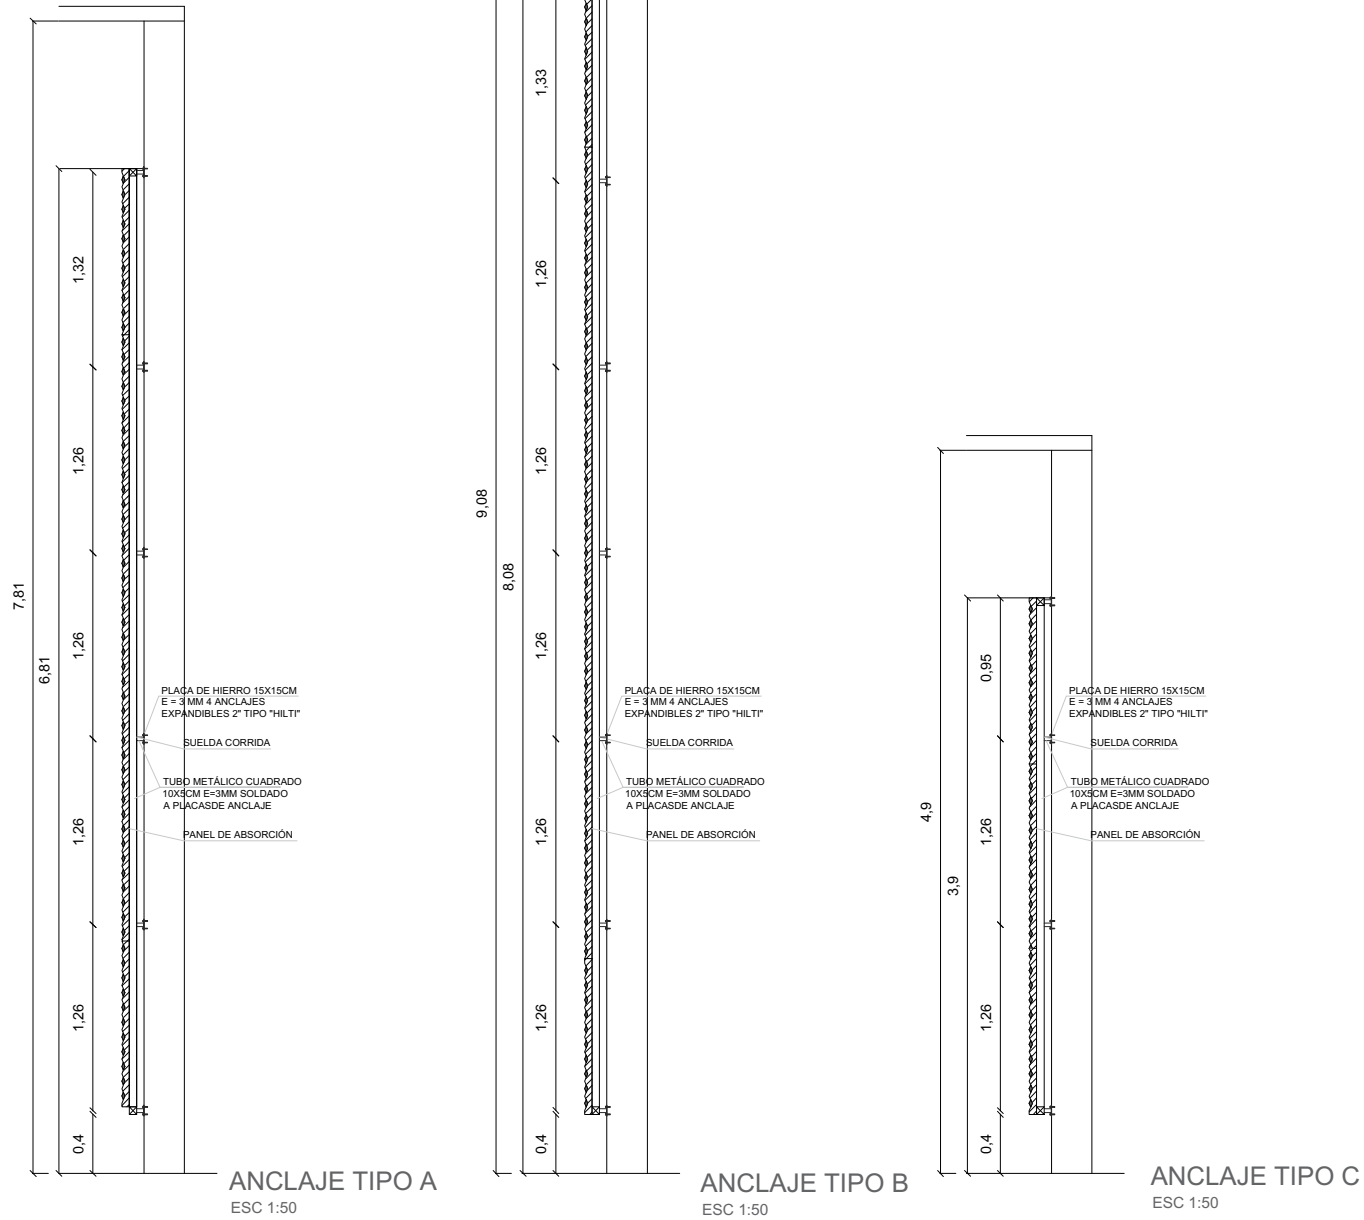 7,81
6,81
1,32
1,26
1,26
1,26
1,26
0,4
PLACA DE HIERRO 15X15CM
E = 3 MM 4 ANCLAJES
EXPANDIBLES 2" TIPO "HILTI"
SUELDA CORRIDA
TUBO METÁLICO CUADRADO
10X5CM E=3MM SOLDADO
A PLACASDE ANCLAJE
PANEL DE ABSORCIÓN
ANCLAJE TIPO A
ESC 1:50
9,08
8,08
1,33
1,26
1,26
1,26
1,26
1,26
0,4
PLACA DE HIERRO 15X15CM
E = 3 MM 4 ANCLAJES
EXPANDIBLES 2" TIPO "HILTI"
SUELDA CORRIDA
TUBO METÁLICO CUADRADO
10X5CM E=3MM SOLDADO
A PLACASDE ANCLAJE
PANEL DE ABSORCIÓN
ANCLAJE TIPO B
ESC 1:50
4,9
3,9
0,95
1,26
1,26
0,4
PLACA DE HIERRO 15X15CM
E = 3 MM 4 ANCLAJES
EXPANDIBLES 2" TIPO "HILTI"
SUELDA CORRIDA
TUBO METÁLICO CUADRADO
10X5CM E=3MM SOLDADO
A PLACASDE ANCLAJE
PANEL DE ABSORCIÓN
ANCLAJE TIPO C
ESC 1:50